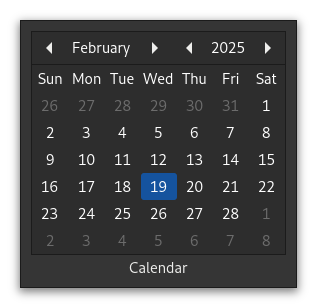 February 2025
Sun Mon Tue Wed Thu Fri Sat
26 27 28 29 30 31 1
2 3 4 5 6 7 8
9 10 11 12 13 14 15
16 17 18 19 20 21 22
23 24 25 26 27 28 1
2 3 4 5 6 7 8
Calendar